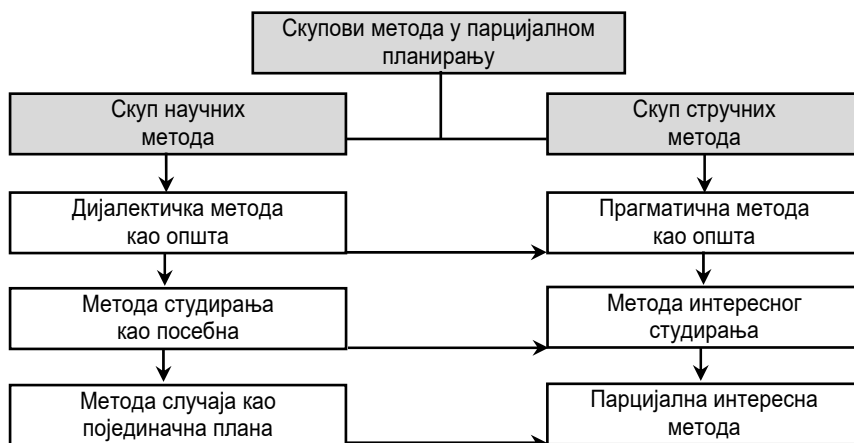 Скупови метода у парцијалном
планирању
Скуп научних
метода
Скуп стручних
метода
Дијалектичка метода
као општа
Прагматична метода
као општа
Метода студирања
као посебна
Метода интересног
студирања
Метода случаја као
појединачна плана
Парцијална интересна
метода